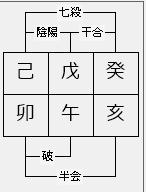 七殺
陰陽 干合
己 戊 癸
卯 午 亥
破
半会